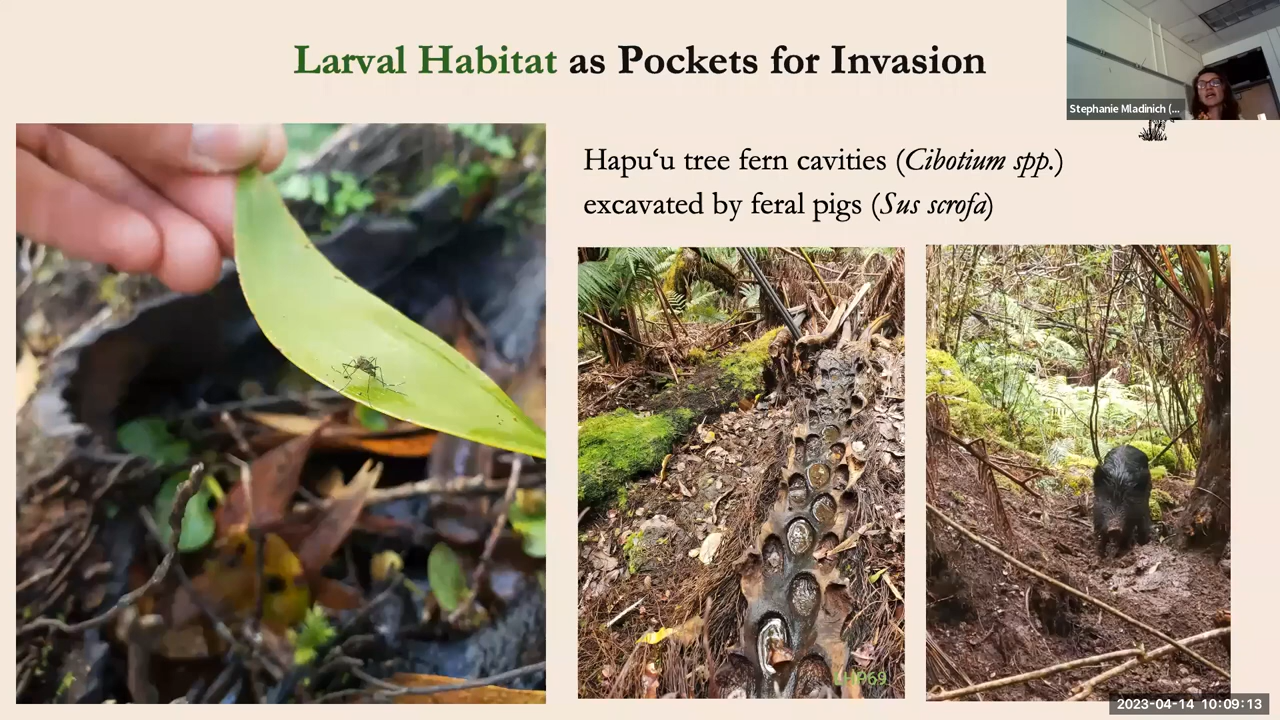 Larval Habitat as Pockets for Invasion
Stephanie Mladinich (...
Hapuʻu tree fern cavities (Cibotium spp.)
excavated by feral pigs (Sus scrofa)
LHP69
2023-04-14 10:09:13